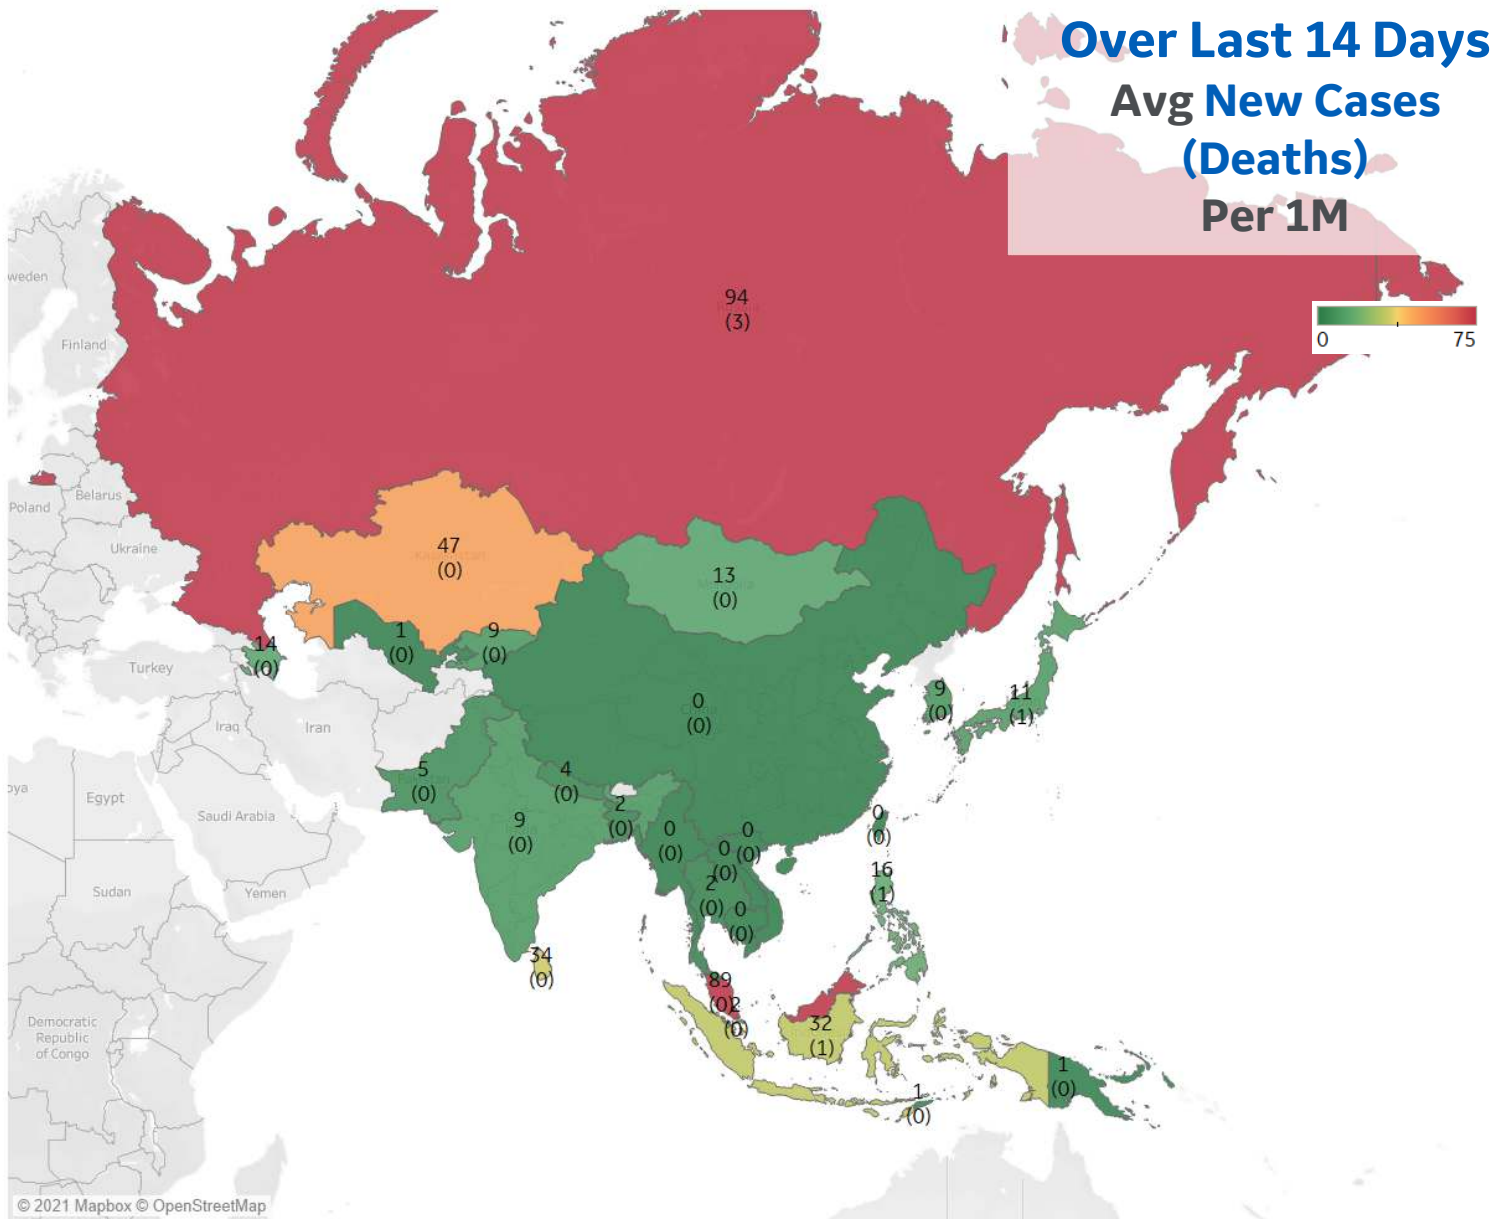 Over Last 14 Days
Avg New Cases
(Deaths)
Per 1M
0 75
94
(3)
weden
Finland
Poland
Belarus
Ukraine
47
(0)
13
(0)
14
(0)
1
(0)
9
(0)
Turkey
Iraq
Iran
0
(0)
9
(0)
11
(1)
oya
Egypt
Saudi Arabia
5
(0)
4
(0)
9
(0)
2
(0)
0
(0)
0
(0)
0
(0)
0
(0)
Sudan
Yemen
2
(0)
0
(0)
16
(1)
34
(0)
89
(0)
2
(0)
32
(1)
Democratic
Republic
of Congo
1
(0)
1
(0)
© 2021 Mapbox © OpenStreetMap